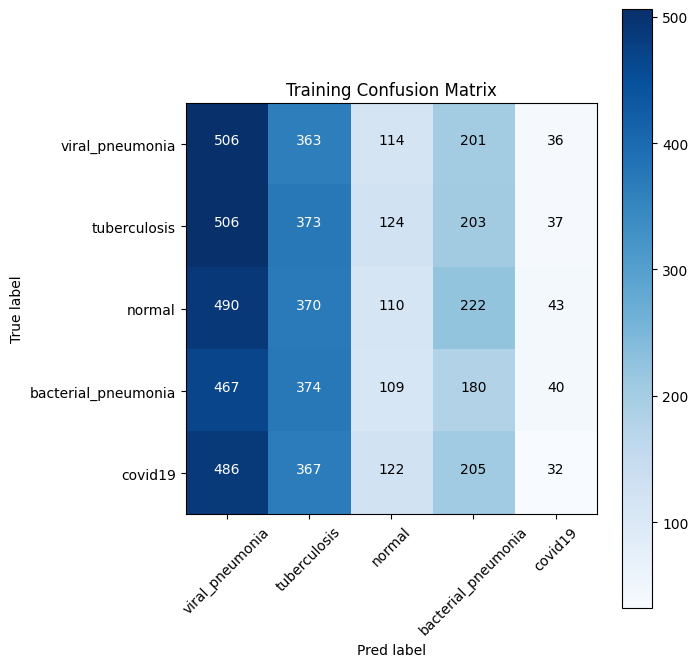 Training Confusion Matrix
True label
viral_pneumonia 506 363 114 201 36
tuberculosis 506 373 124 203 37
normal 490 370 110 222 43
bacterial_pneumonia 467 374 109 180 40
covid19 486 367 122 205 32
viral_pneumonia tuberculosis normal bacterial_pneumonia covid19
Pred label
500
400
300
200
100